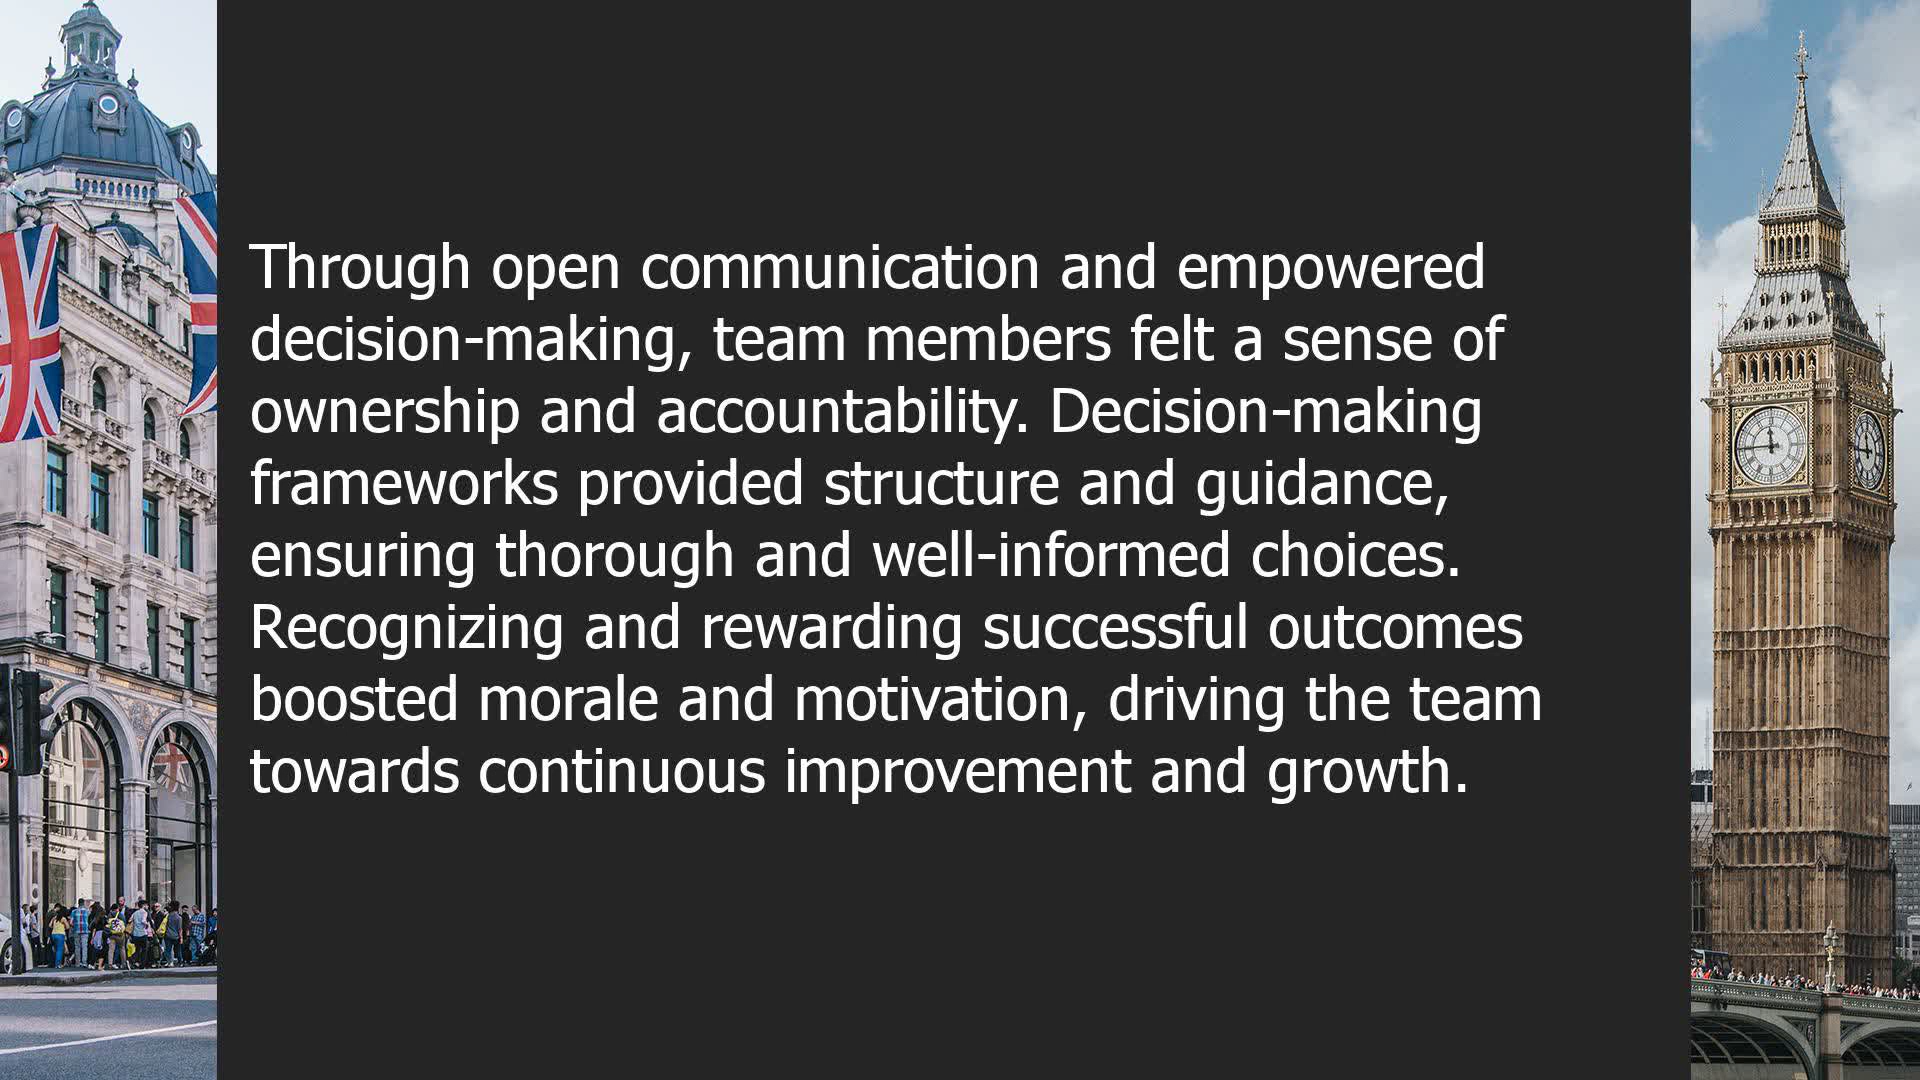 Through open communication and empowered
decision-making, team members felt a sense of
ownership and accountability. Decision-making
frameworks provided structure and guidance,
ensuring thorough and well-informed choices.
Recognizing and rewarding successful outcomes
boosted morale and motivation, driving the team
towards continuous improvement and growth.